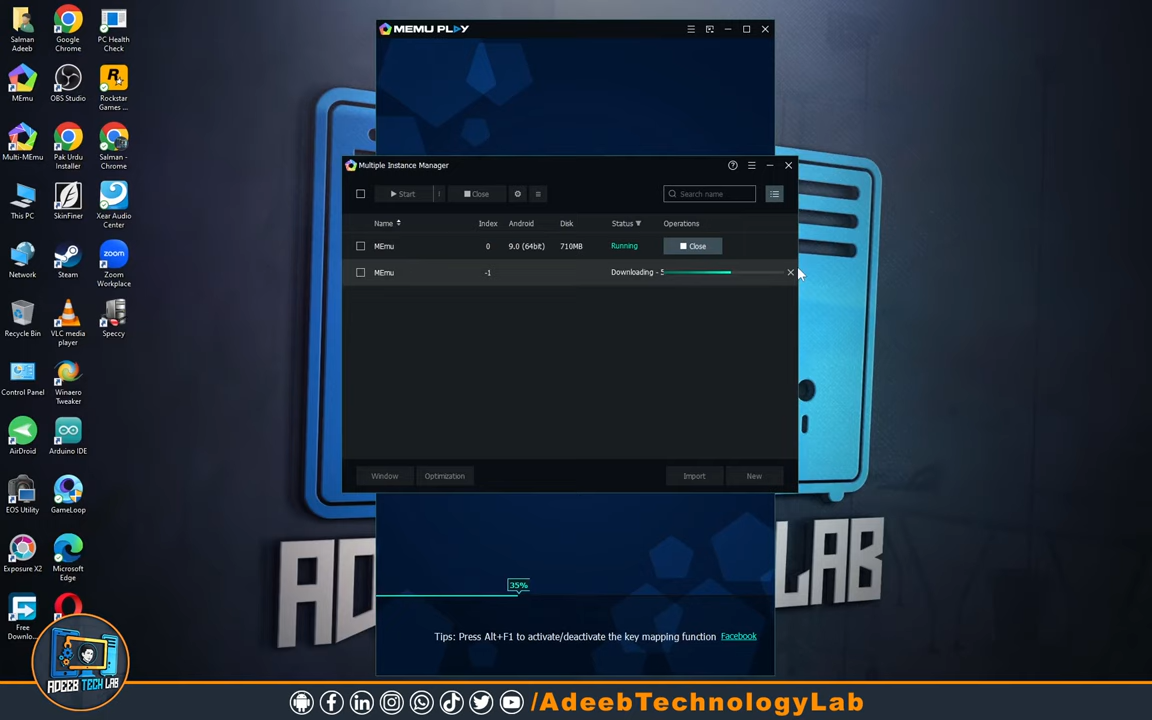 Salman Adeeb
Google Chrome
PC Health Check
MEmu
OBS Studio
Rockstar Games ...
Multi-MEmu
Pak Urdu Installer
Salman - Chrome
This PC
SkinFiner
Xear Audio Center
Network
Steam
Zoom Workplace
Recycle Bin
VLC media player
Speccy
Control Panel
Winaero Tweaker
AirDroid
Arduino IDE
EOS Utility
GameLoop
Exposure X2
Microsoft Edge
Free Downlo...
MEMU PLAY
Multiple Instance Manager
Start
Close
Search name
Name Index Android Disk Status Operations
MEmu 0 9.0 (64bit) 710MB Running Close
MEmu -1 Downloading - 5
Window Optimization Import New
35%
Tips: Press Alt+F1 to activate/deactivate the key mapping function Facebook
ADEEB TECH LAB
/AdeebTechnologyLab